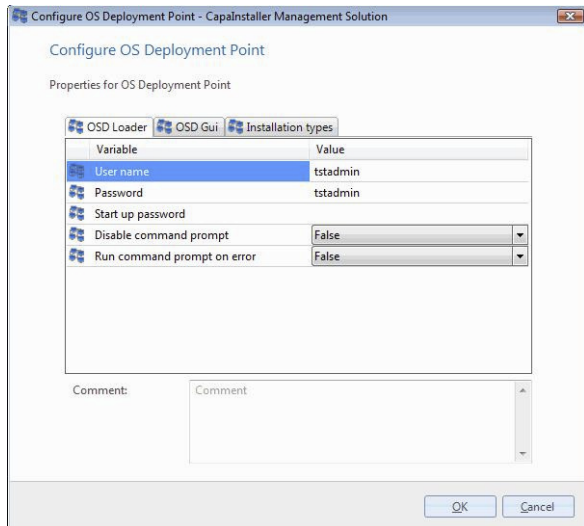 Configure OS Deployment Point - CapaInstaller Management Solution
Configure OS Deployment Point
Properties for OS Deployment Point
OSD Loader OSD Gui Installation types
Variable Value
User name tstadmin
Password tstadmin
Start up password
Disable command prompt False
Run command prompt on error False
Comment: Comment
OK Cancel